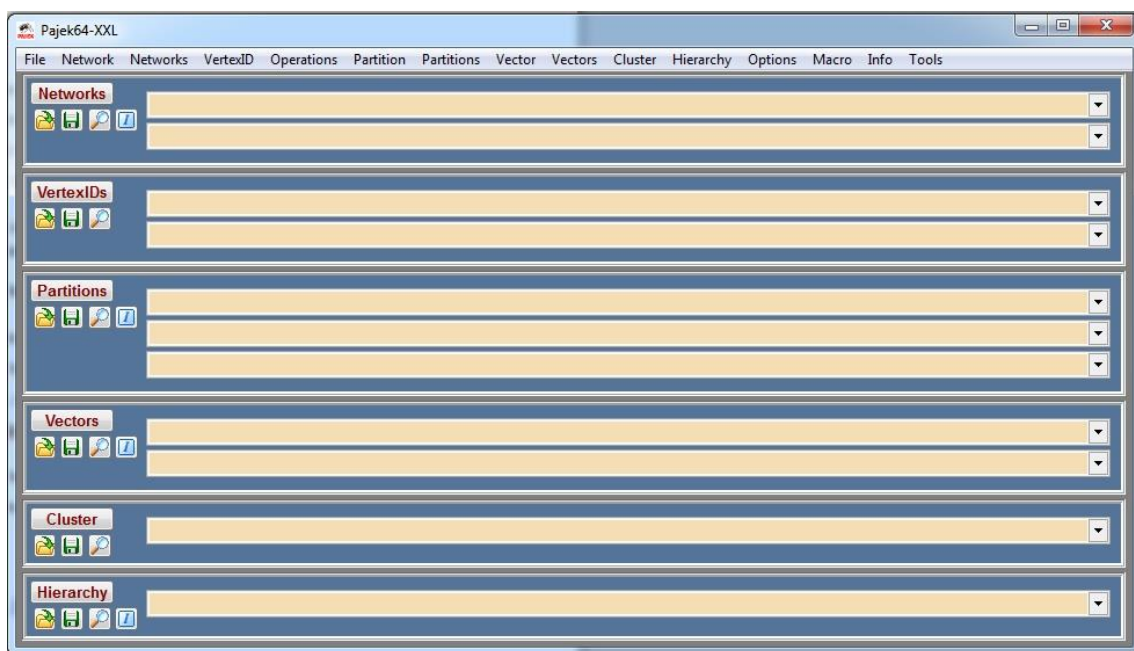 Pajek64-XXL
File Network Networks VertexID Operations Partition Partitions Vector Vectors Cluster Hierarchy Options Macro Info Tools
Networks
VertexIDs
Partitions
Vectors
Cluster
Hierarchy